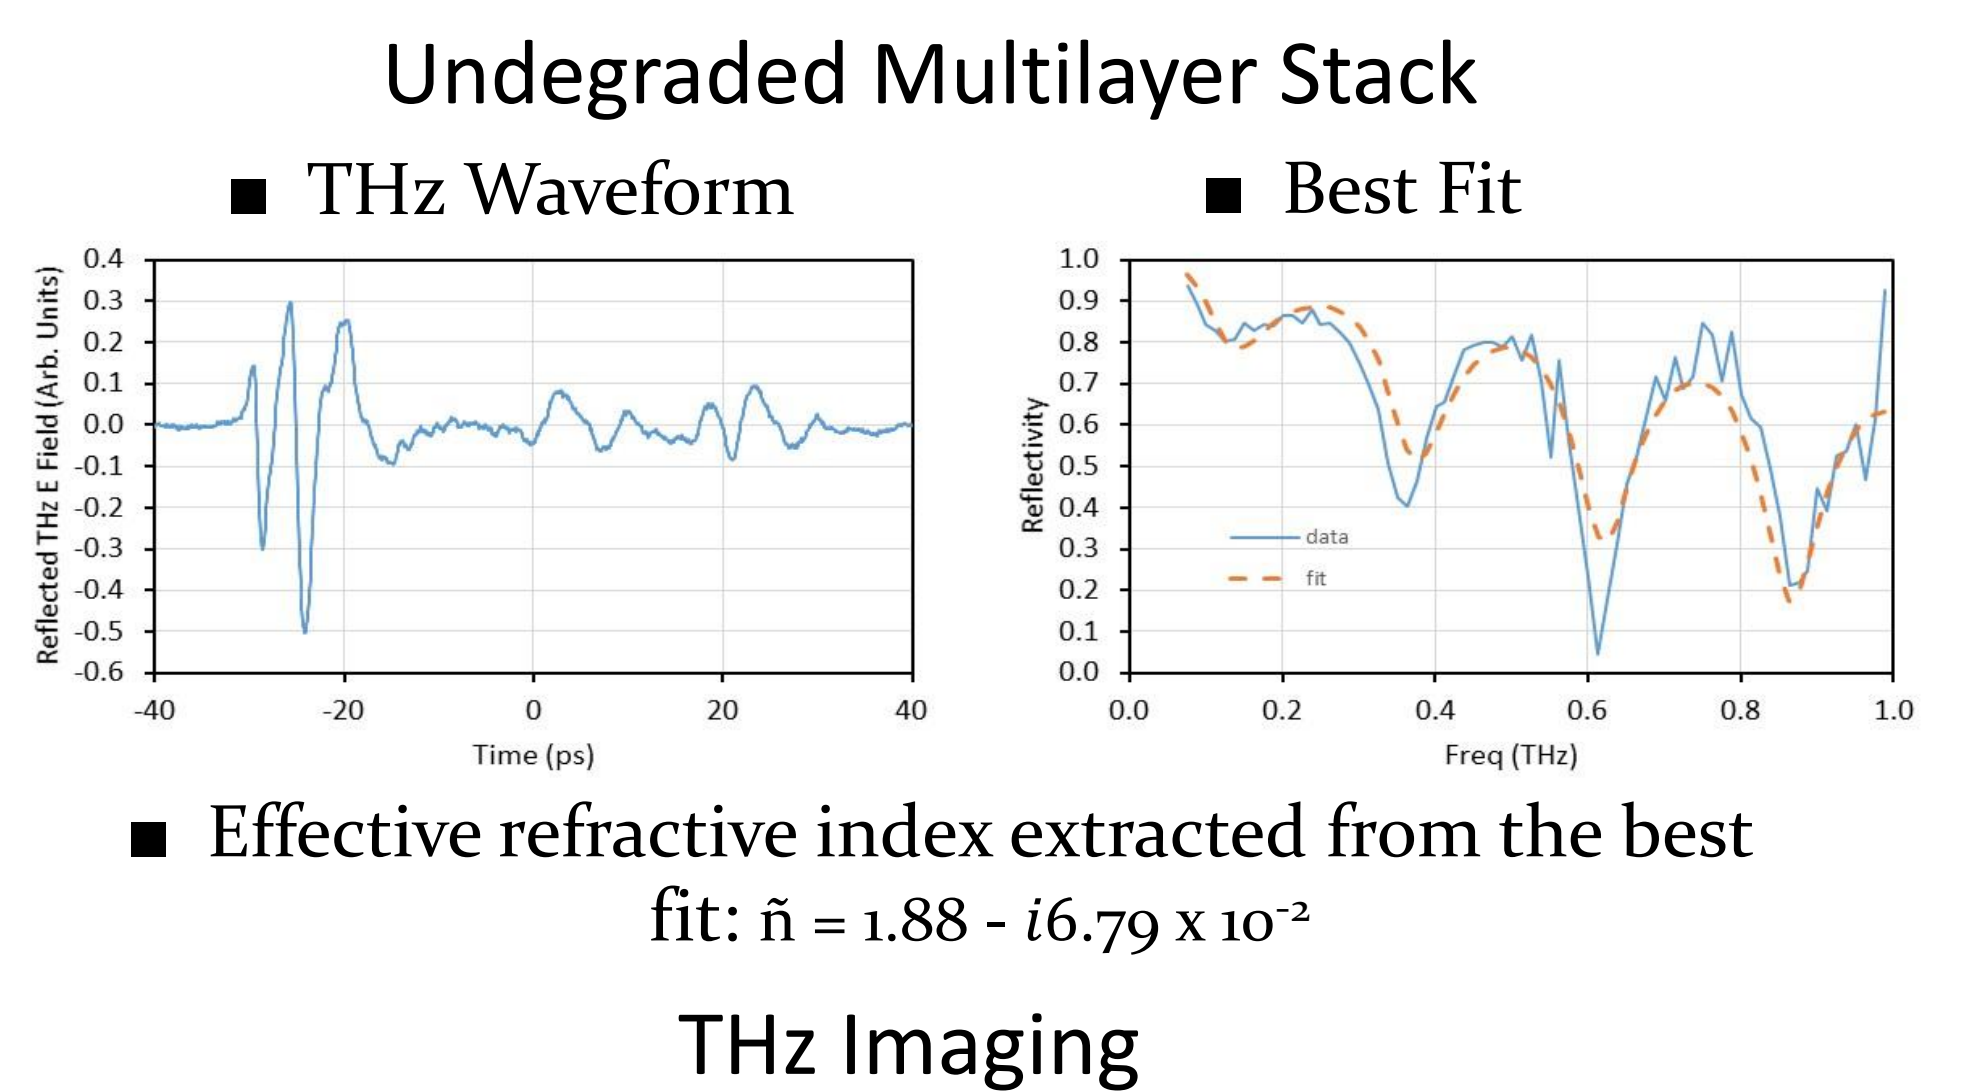 Undegraded Multilayer Stack
■ THz Waveform
■ Best Fit
Reflected THz E Field (Arb. Units)
0.4
0.3
0.2
0.1
0.0
-0.1
-0.2
-0.3
-0.4
-0.5
-0.6
-40 -20 0 20 40
Time (ps)
Reflectivity
1.0
0.9
0.8
0.7
0.6
0.5
0.4
0.3
0.2
0.1
0.0
data
fit
0.0 0.2 0.4 0.6 0.8 1.0
Freq (THz)
■ Effective refractive index extracted from the best
fit: ñ = 1.88 - i6.79 x 10⁻²
THz Imaging